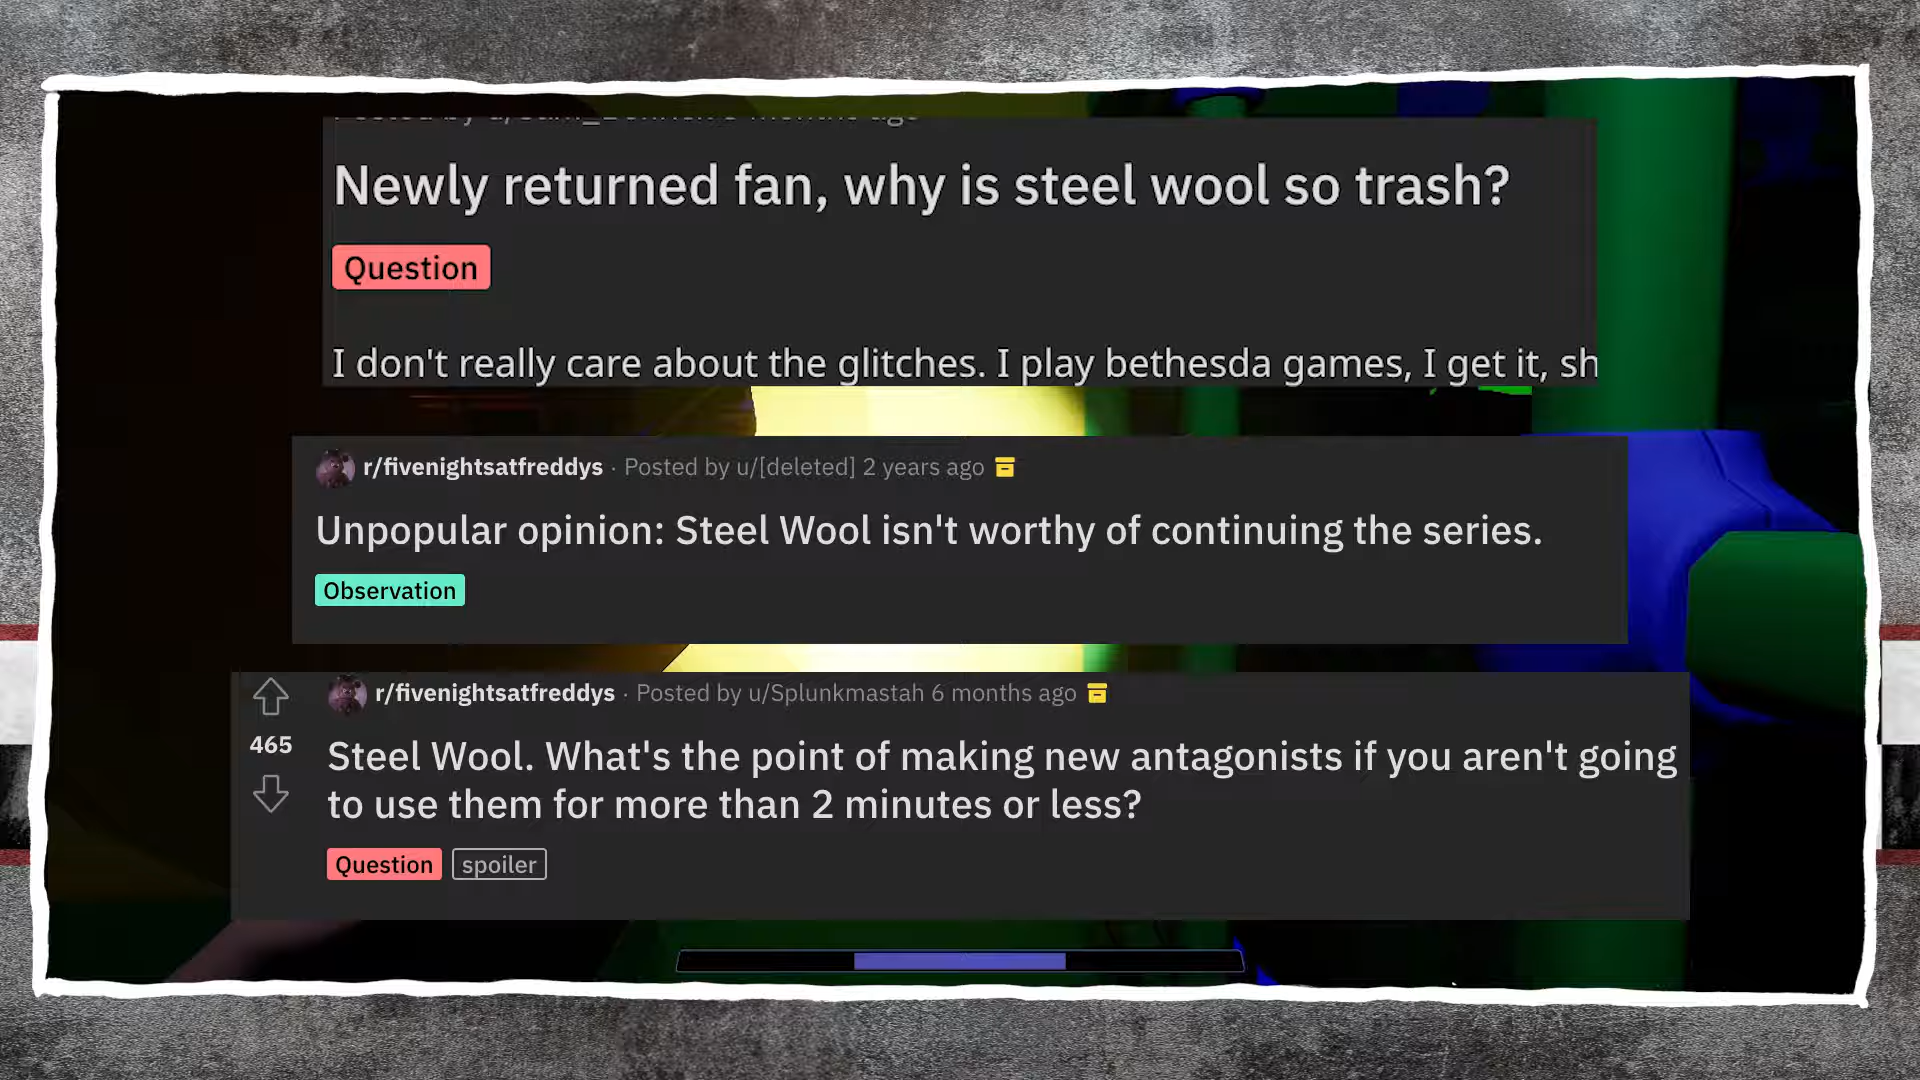 Newly returned fan, why is steel wool so trash?
Question
I don't really care about the glitches. I play bethesda games, I get it, sh
r/fivenightsatfreddys · Posted by u/[deleted] 2 years ago
Unpopular opinion: Steel Wool isn't worthy of continuing the series.
Observation
r/fivenightsatfreddys · Posted by u/Splunkmastah 6 months ago
465
Steel Wool. What's the point of making new antagonists if you aren't going
to use them for more than 2 minutes or less?
Question spoiler